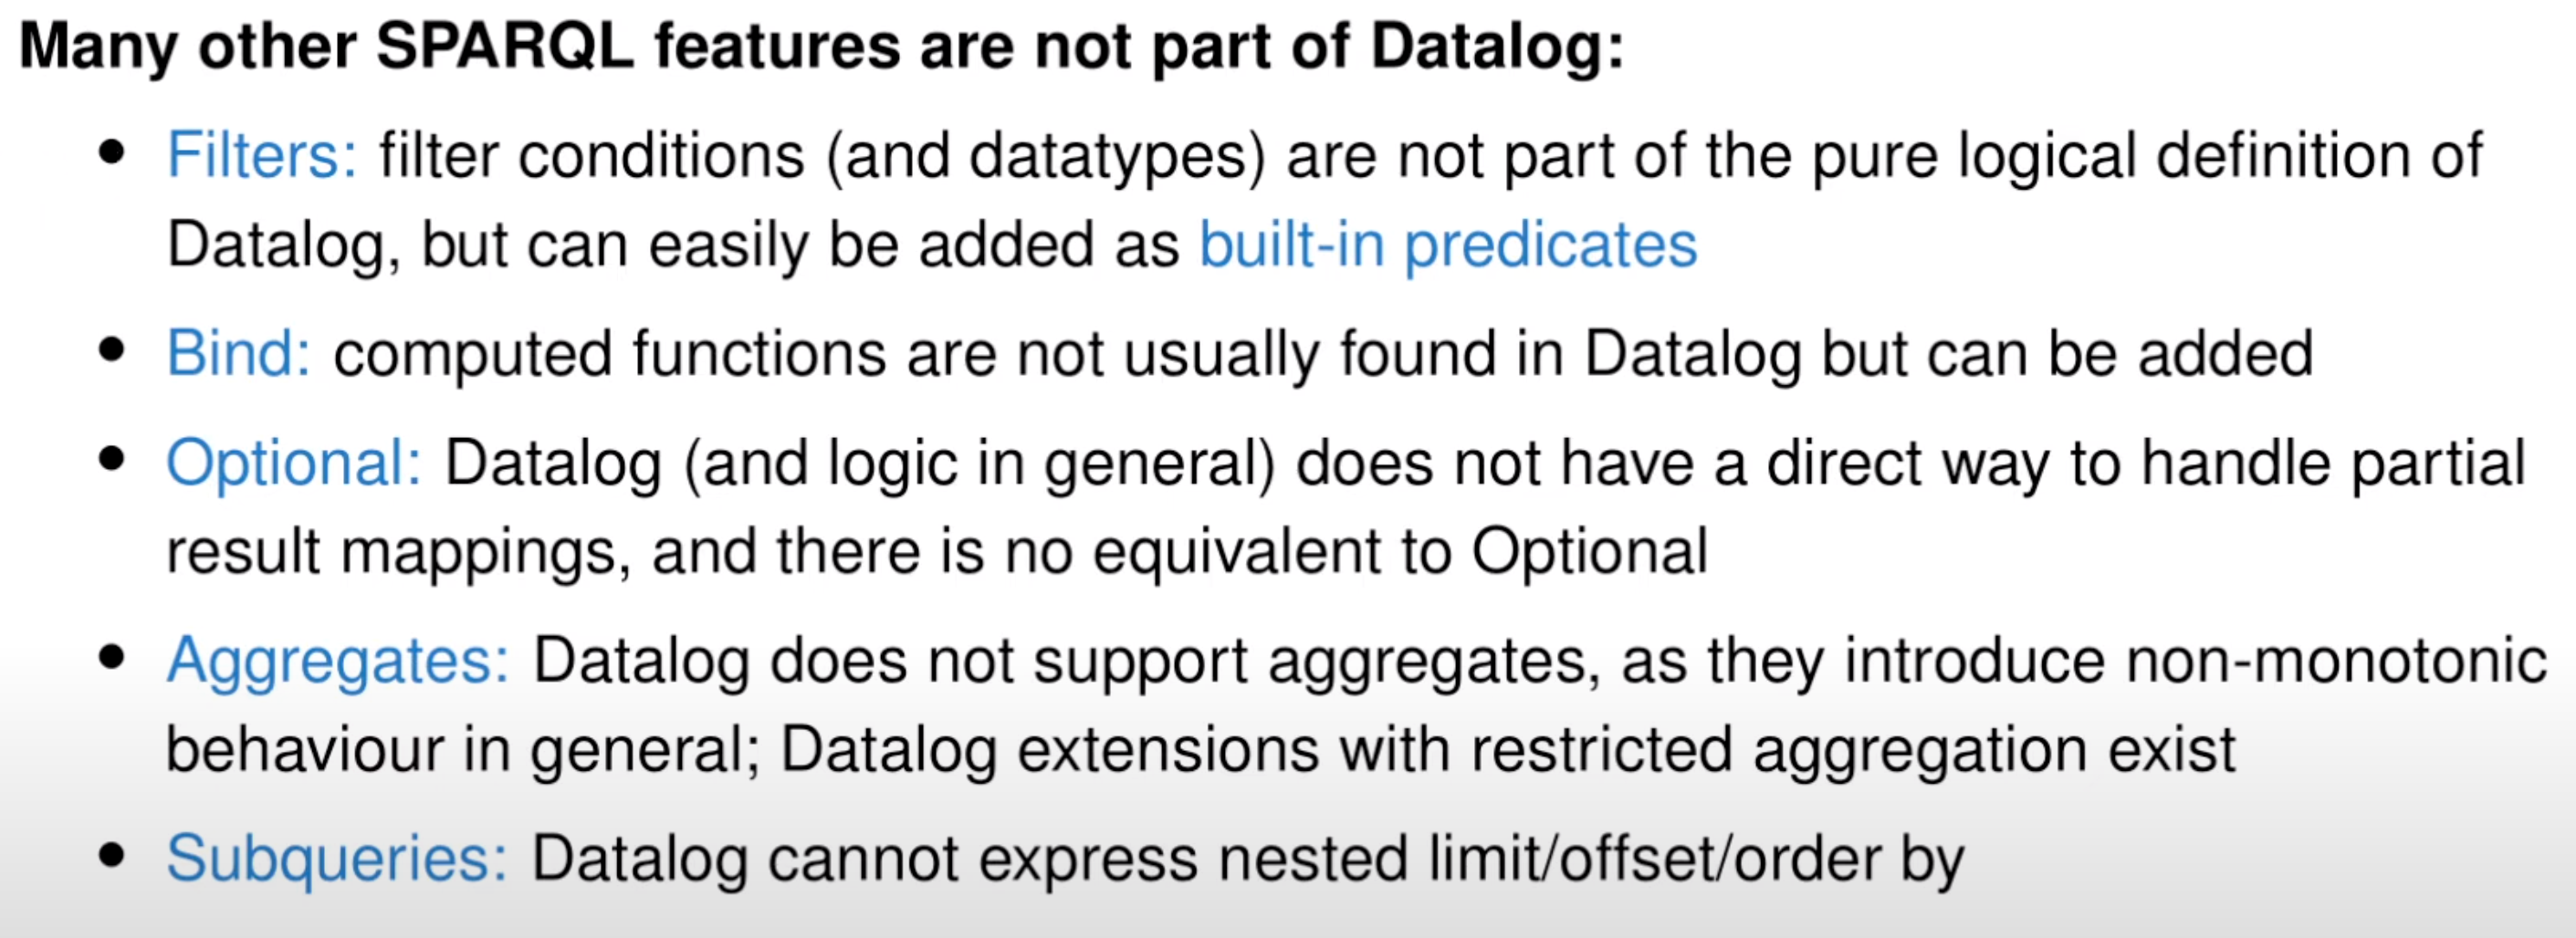 Many other SPARQL features are not part of Datalog:
• Filters: filter conditions (and datatypes) are not part of the pure logical definition of
Datalog, but can easily be added as built-in predicates
• Bind: computed functions are not usually found in Datalog but can be added
• Optional: Datalog (and logic in general) does not have a direct way to handle partial
result mappings, and there is no equivalent to Optional
• Aggregates: Datalog does not support aggregates, as they introduce non-monotonic
behaviour in general; Datalog extensions with restricted aggregation exist
• Subqueries: Datalog cannot express nested limit/offset/order by